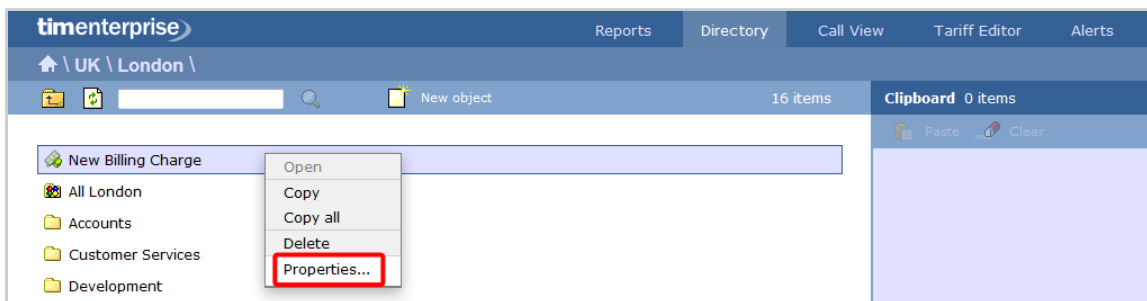 timenterprise
Reports Directory Call View Tariff Editor Alerts
\ UK \ London \
New object 16 items Clipboard 0 items
Paste Clear
New Billing Charge
Open
All London
Copy
Copy all
Accounts
Delete
Customer Services
Properties...
Development